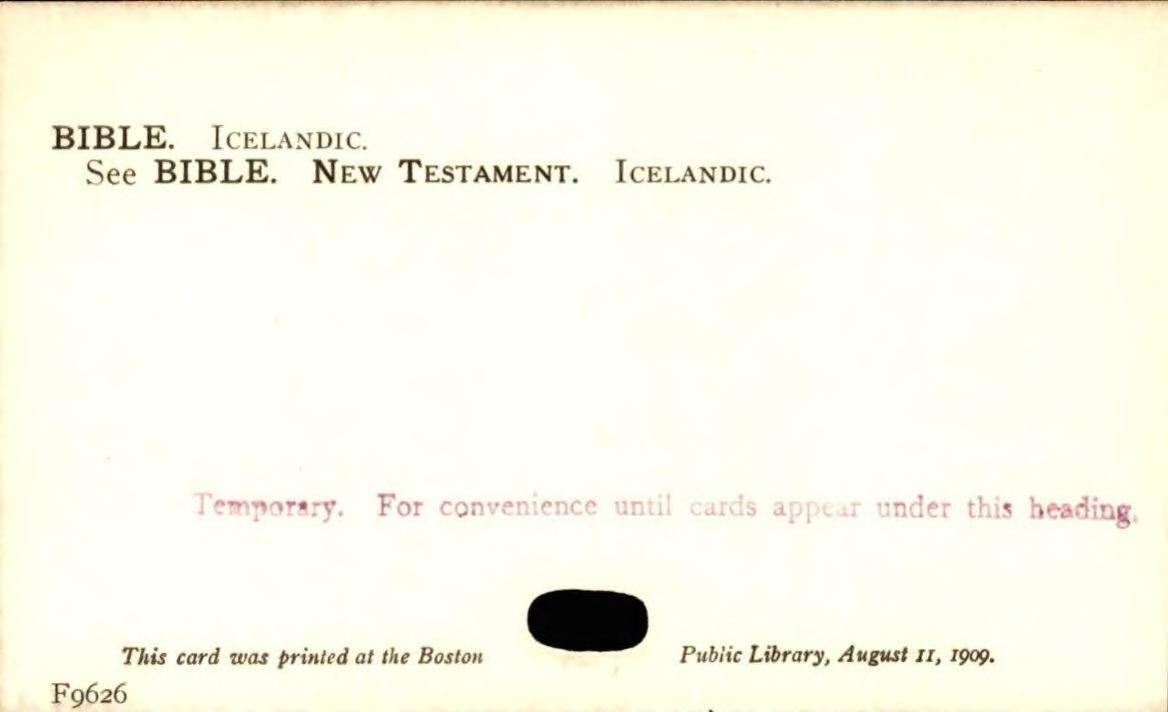 BIBLE. ICELANDIC.
See BIBLE. NEW TESTAMENT. ICELANDIC.
Temporary. For convenience until cards appear under this heading.
This card was printed at the Boston Public Library, August 11, 1909.
F9626